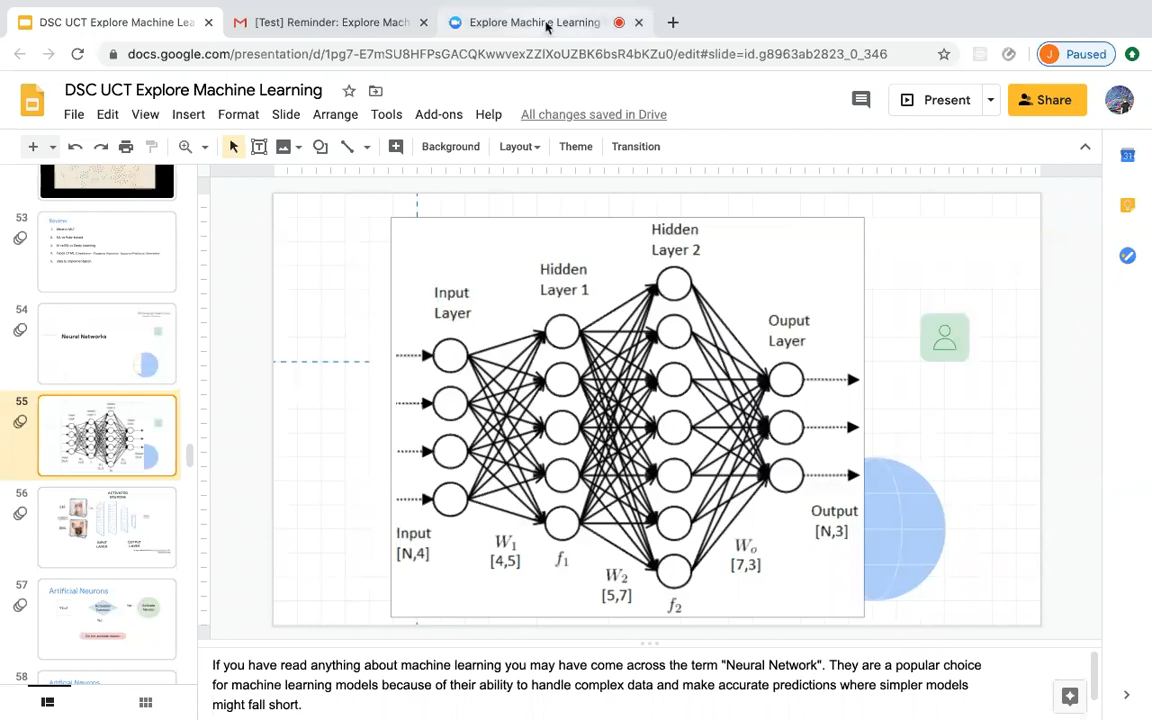 DSC UCT Explore Machine Lea
[Test] Reminder: Explore Mach
Explore Machine Learning
docs.google.com/presentation/d/1pg7-E7mSU8HFPsGACQKwwvexZZIXoUZBK6bsR4bKZu0/edit#slide=id.g8963ab2823_0_346
J Paused
DSC UCT Explore Machine Learning
File Edit View Insert Format Slide Arrange Tools Add-ons Help All changes saved in Drive
Present
Share
Background Layout Theme Transition
31
53
Review
54
Neural Networks
55
56
57
Artificial Neurons
58
Artificial Neurons
Input
Layer
Hidden
Layer 1
Hidden
Layer 2
Ouput
Layer
Input
[N,4]
W1
[4,5]
f1
W2
[5,7]
f2
Wo
[7,3]
Output
[N,3]
If you have read anything about machine learning you may have come across the term "Neural Network". They are a popular choice
for machine learning models because of their ability to handle complex data and make accurate predictions where simpler models
might fall short.